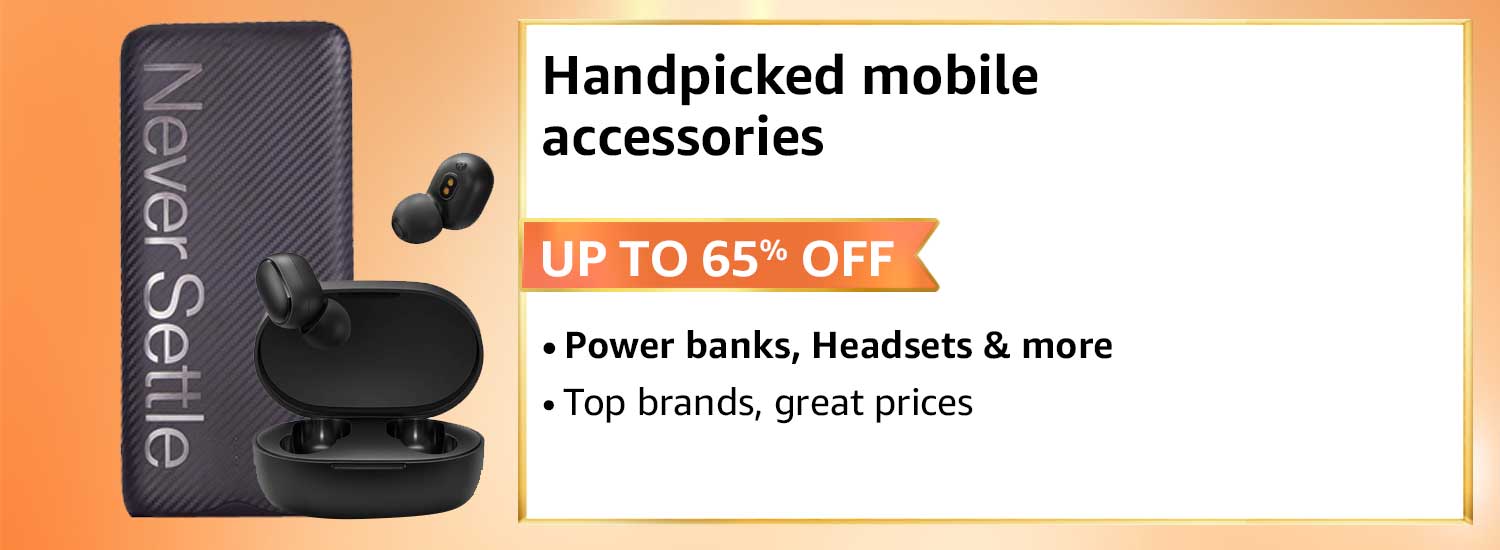 Never Settle
Handpicked mobile
accessories
UP TO 65% OFF
• Power banks, Headsets & more
• Top brands, great prices